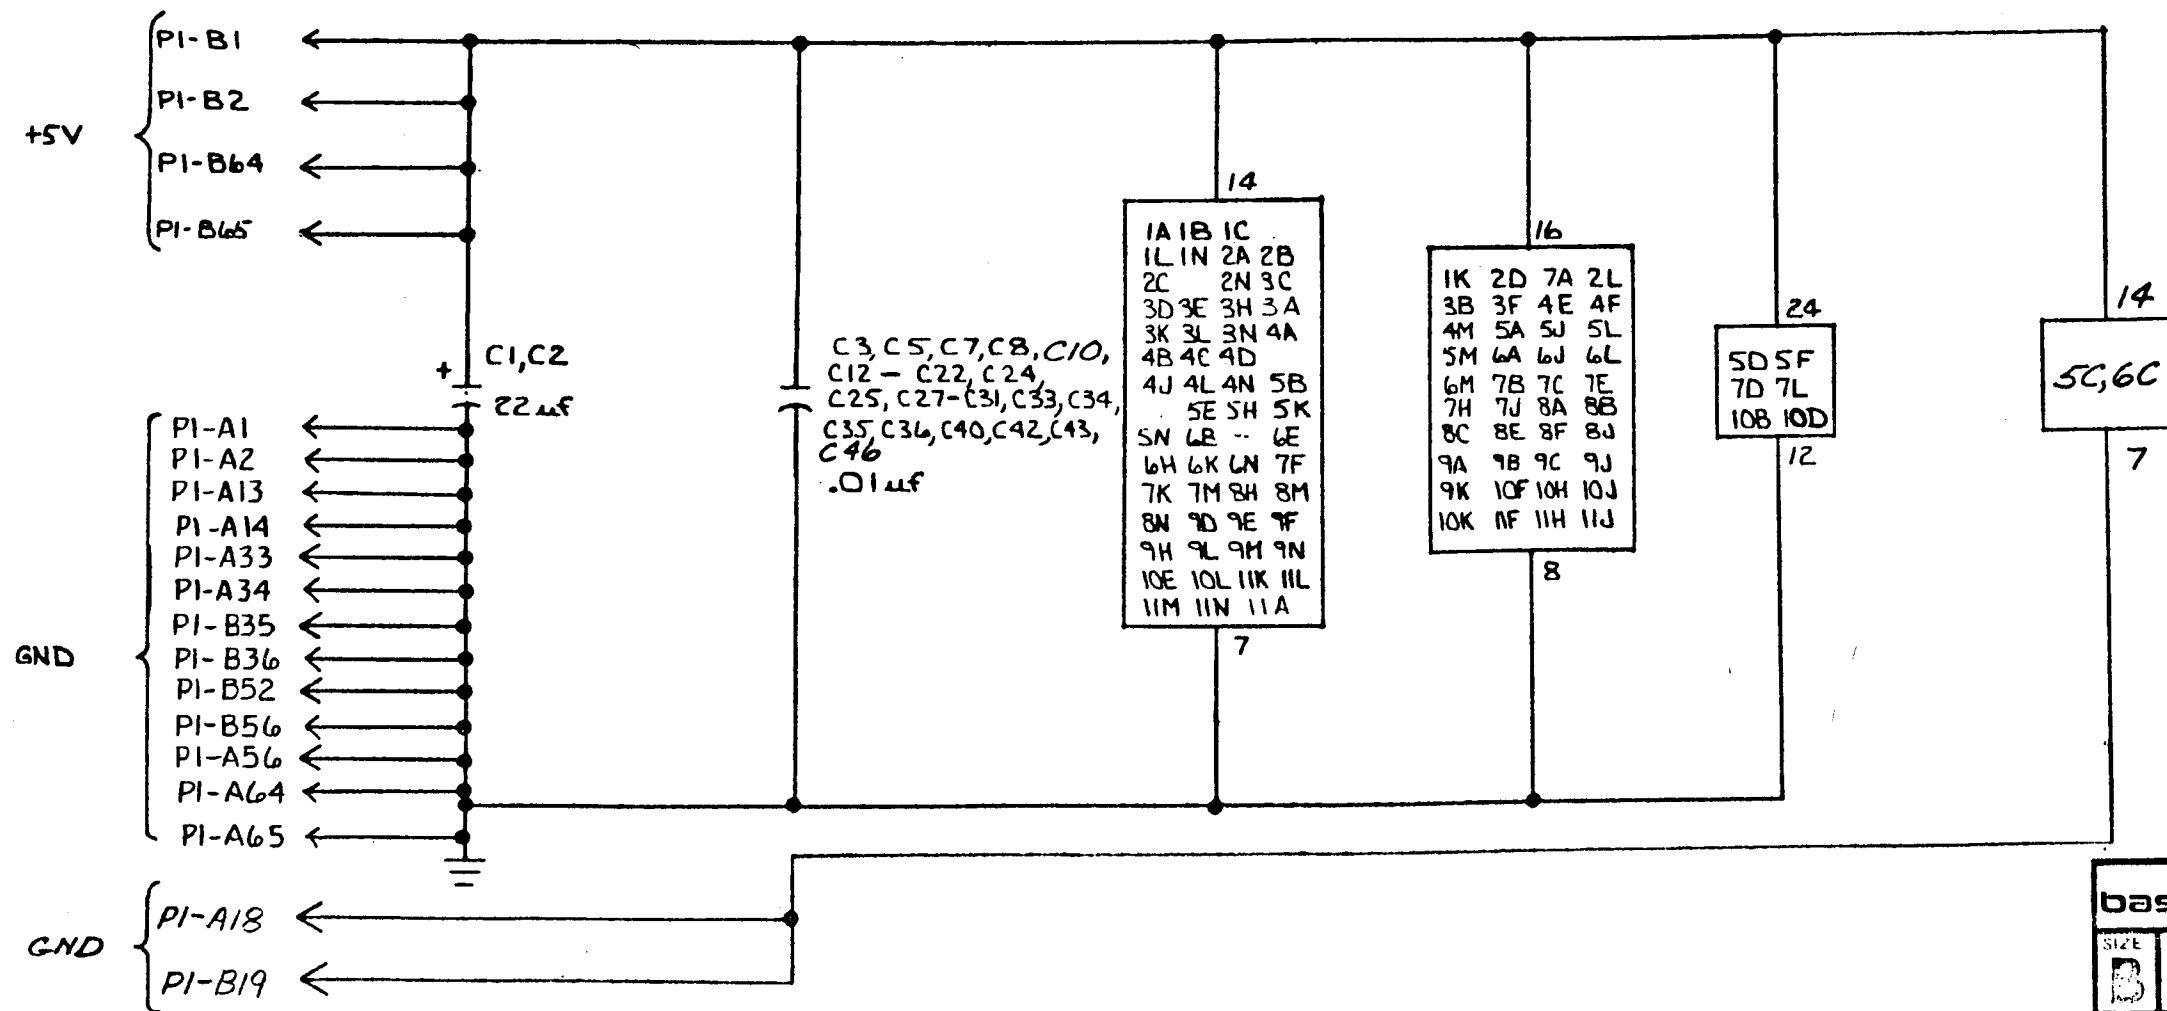 P1-B1
P1-B2
+5V
P1-B64
P1-B65
C1,C2
+
22 uf
P1-A1
P1-A2
P1-A13
P1-A14
P1-A33
P1-A34
P1-B35
GND
P1-B36
P1-B52
P1-B56
P1-A56
P1-A64
P1-A65
P1-A18
GND
P1-B19
C3, C5, C7, C8, C10,
C12 - C22, C24,
C25, C27-C31, C33, C34,
C35, C36, C40, C42, C43,
C46
.01 uf
14
1A 1B 1C
1L 1N 2A 2B
2C 2N 3C
3D 3E 3H 3A
3K 3L 3N 4A
4B 4C 4D
4J 4L 4N 5B
5E 5H 5K
5N 6B -- 6E
6H 6K 6N 7F
7K 7M 8H 8M
8N 9D 9E 9F
9H 9L 9M 9N
10E 10L 11K 11L
11M 11N 11A
7
16
1K 2D 7A 2L
3B 3F 4E 4F
4M 5A 5J 5L
5M 6A 6J 6L
6M 7B 7C 7E
7H 7J 8A 8B
8C 8E 8F 8J
9A 9B 9C 9J
9K 10F 10H 10J
10K 11F 11H 11J
8
24
5D 5F
7D 7L
10B 10D
12
14
5C, 6C
7
bas
SIZE
B